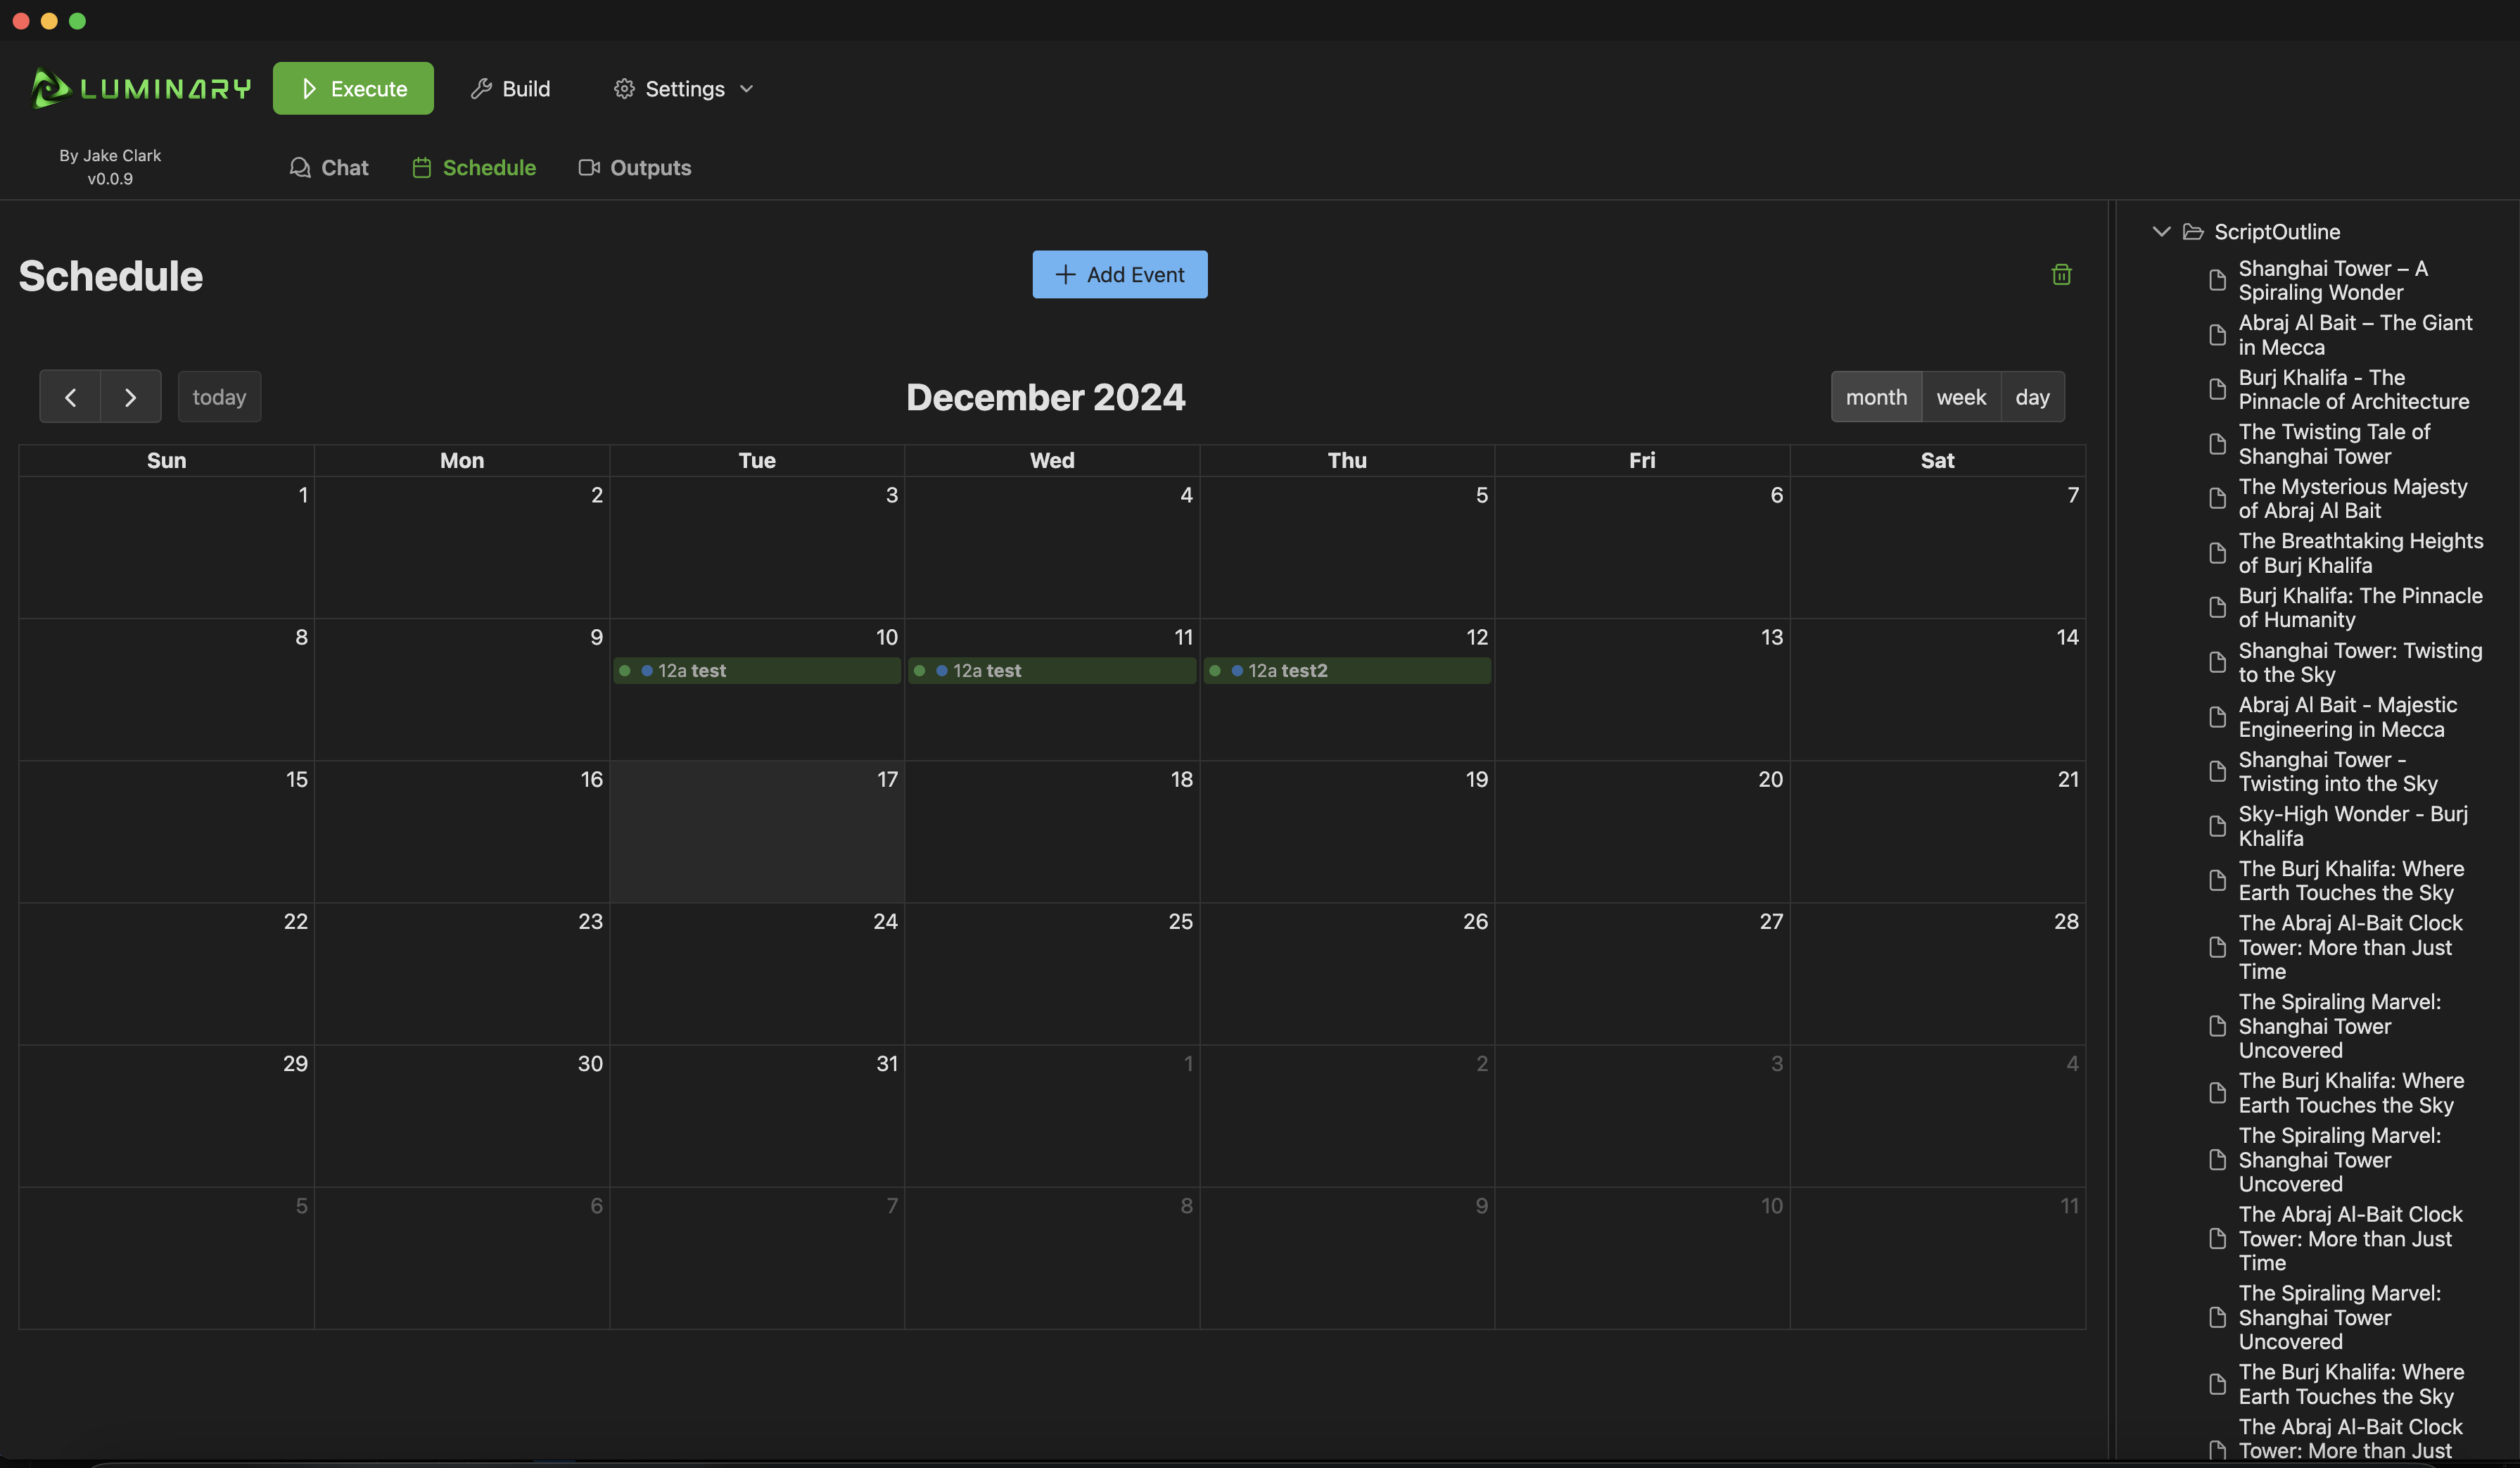 LUMINARY
Execute
Build
Settings
By Jake Clark
v0.0.9
Chat
Schedule
Outputs
Schedule
Add Event
today
December 2024
month
week
day
Sun Mon Tue Wed Thu Fri Sat
1 2 3 4 5 6 7
8 9 10 11 12 13 14
12a test
12a test
12a test2
15 16 17 18 19 20 21
22 23 24 25 26 27 28
29 30 31 1 2 3 4
5 6 7 8 9 10 11
ScriptOutline
Shanghai Tower – A
Spiraling Wonder
Abraj Al Bait – The Giant
in Mecca
Burj Khalifa - The
Pinnacle of Architecture
The Twisting Tale of
Shanghai Tower
The Mysterious Majesty
of Abraj Al Bait
The Breathtaking Heights
of Burj Khalifa
Burj Khalifa: The Pinnacle
of Humanity
Shanghai Tower: Twisting
to the Sky
Abraj Al Bait - Majestic
Engineering in Mecca
Shanghai Tower -
Twisting into the Sky
Sky-High Wonder - Burj
Khalifa
The Burj Khalifa: Where
Earth Touches the Sky
The Abraj Al-Bait Clock
Tower: More than Just
Time
The Spiraling Marvel:
Shanghai Tower
Uncovered
The Burj Khalifa: Where
Earth Touches the Sky
The Spiraling Marvel:
Shanghai Tower
Uncovered
The Abraj Al-Bait Clock
Tower: More than Just
Time
The Spiraling Marvel:
Shanghai Tower
Uncovered
The Burj Khalifa: Where
Earth Touches the Sky
The Abraj Al-Bait Clock
Tower: More than Just